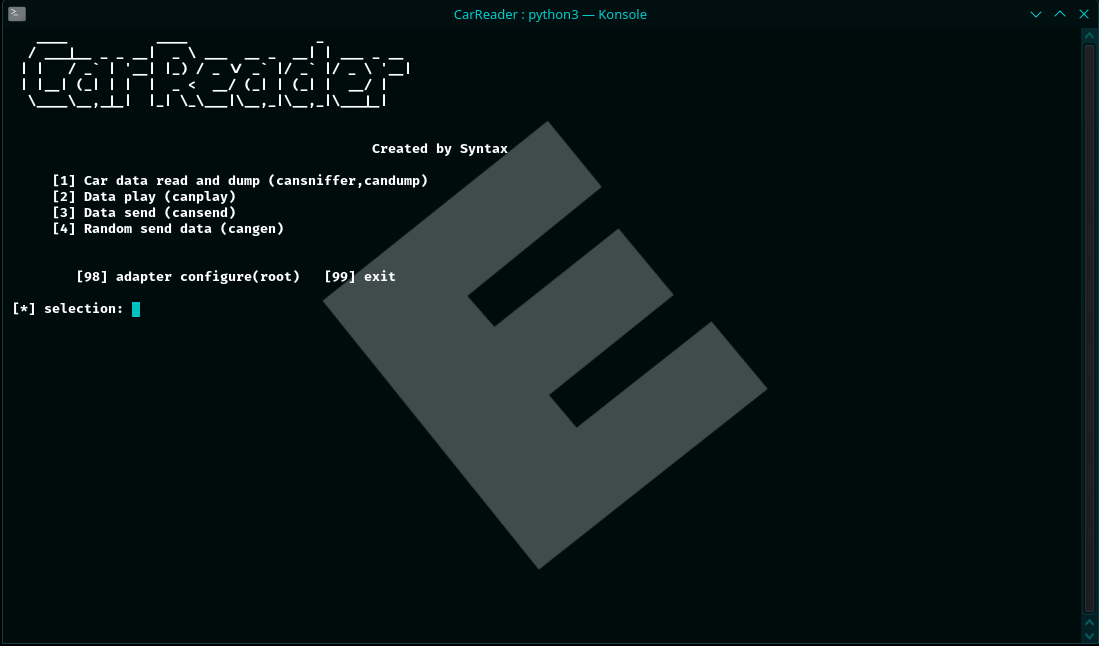 CarReader : python3 — Konsole
CarReader
Created by Syntax
[1] Car data read and dump (cansniffer,candump)
[2] Data play (canplay)
[3] Data send (cansend)
[4] Random send data (cangen)
[98] adapter configure(root) [99] exit
[*] selection:
E